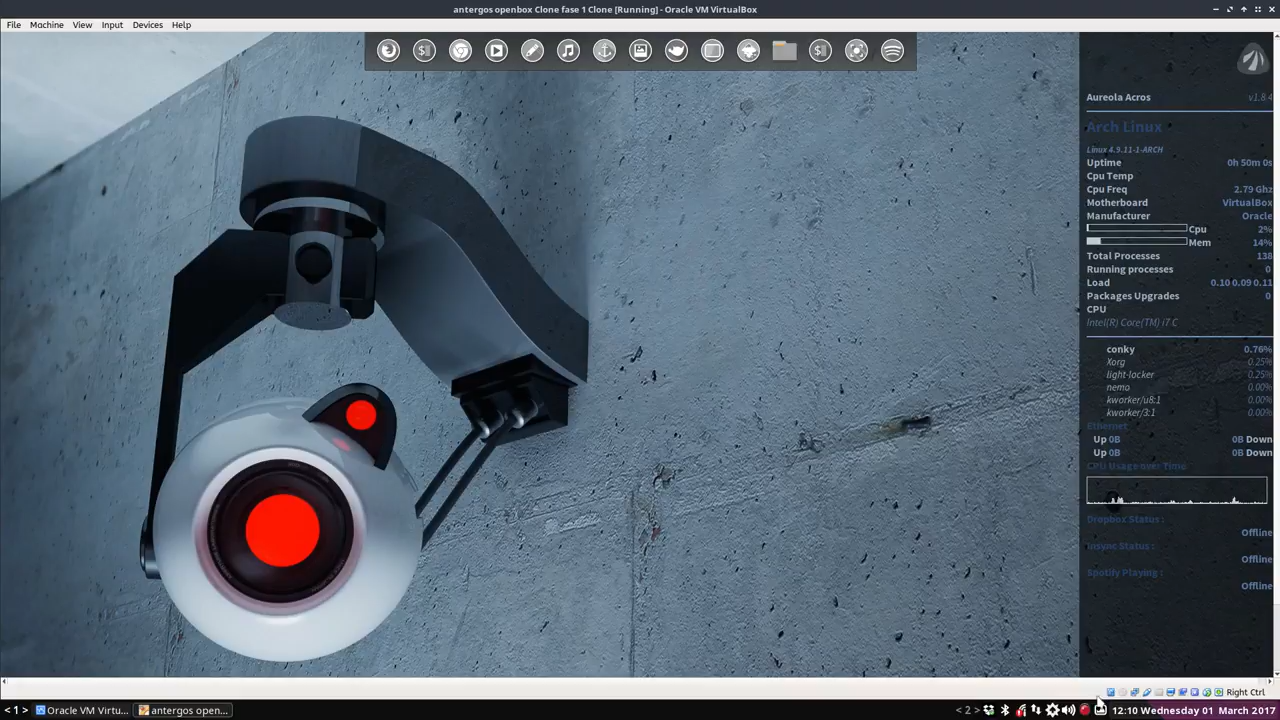 antergos openbox Clone fase 1 Clone [Running] - Oracle VM VirtualBox
File Machine View Input Devices Help
Aureola Acros v1.8.4
Arch Linux
Linux 4.9.11-1-ARCH
Uptime 0h 50m 0s
Cpu Temp
Cpu Freq 2.79 Ghz
Motherboard VirtualBox
Manufacturer Oracle
Cpu 2%
Mem 14%
Total Processes 138
Running processes 0
Load 0.10 0.09 0.11
Packages Upgrades 0
CPU
Intel(R) Core(TM) i7 C
conky 0.76%
Xorg 0.25%
light-locker 0.25%
nemo 0.00%
kworker/u8:1 0.00%
kworker/3:1 0.00%
Ethernet
Up 0B 0B Down
Up 0B 0B Down
CPU Usage over Time
Dropbox Status :
Offline
Insync Status :
Offline
Spotify Playing :
Offline
Right Ctrl
< 1 > Oracle VM Virtu... antergos open... < 2 > 12:10 Wednesday 01 March 2017